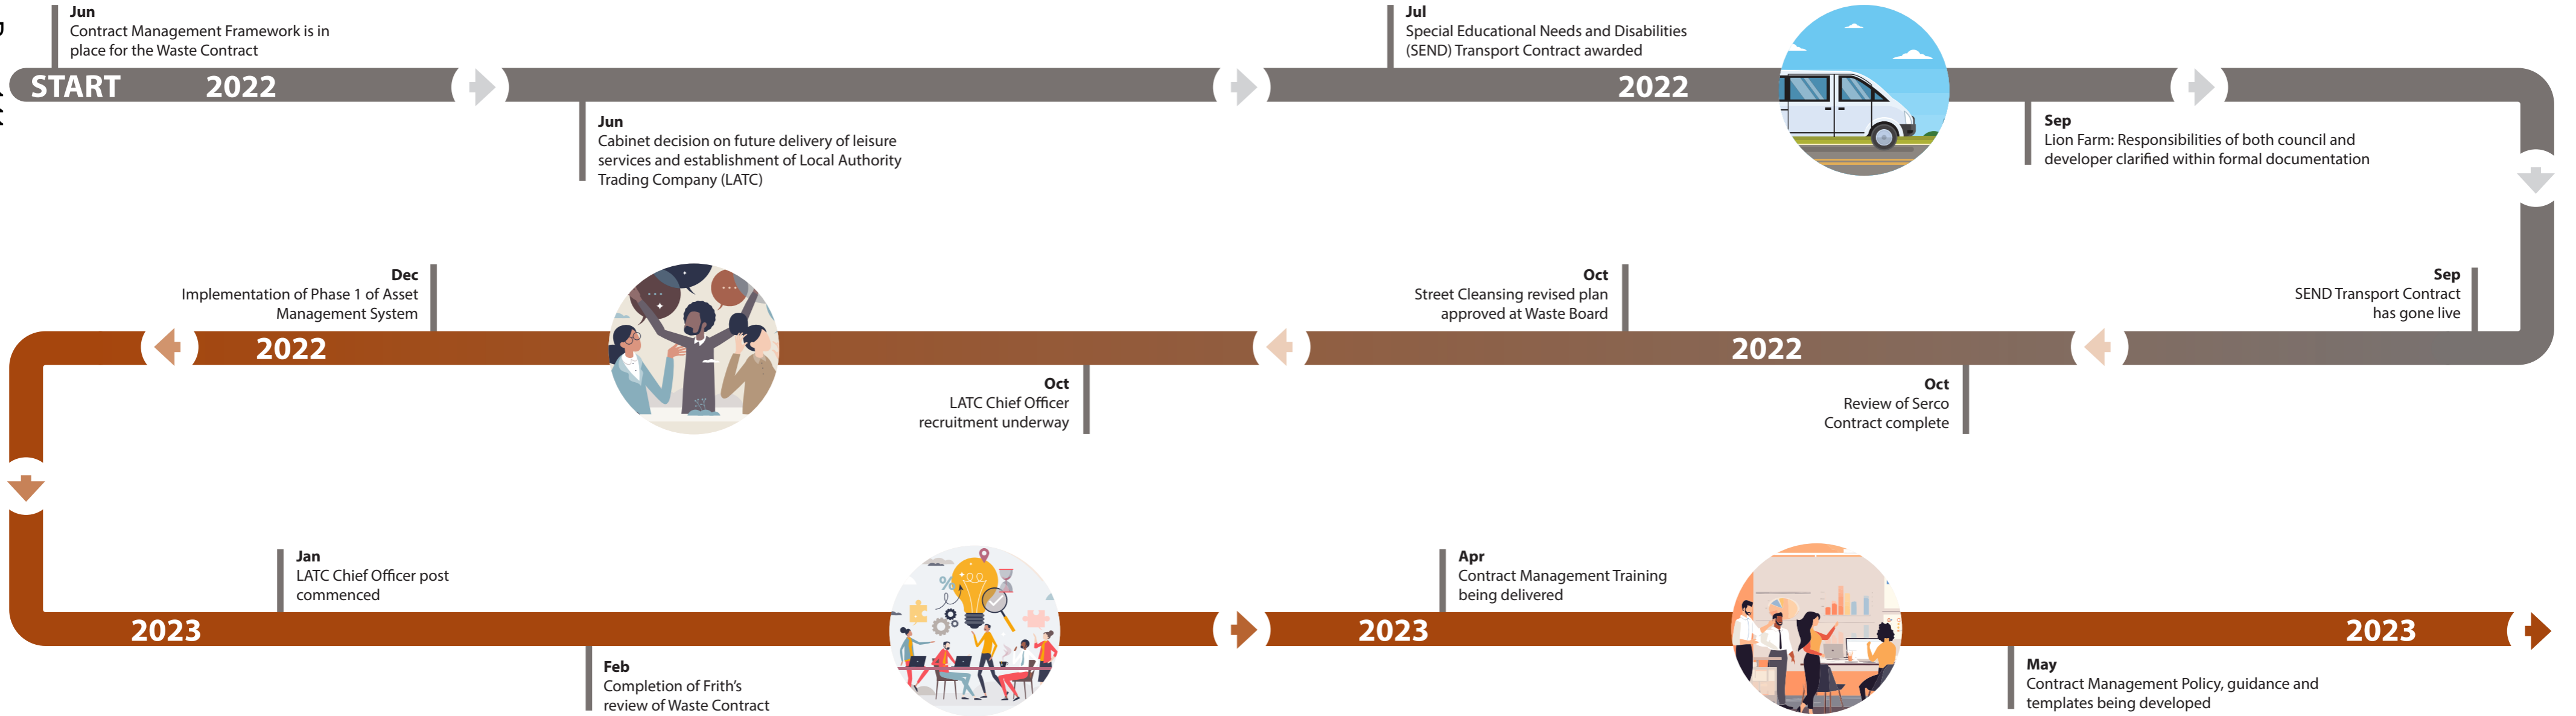 Jun
Contract Management Framework is in
place for the Waste Contract
START 2022
Jun
Cabinet decision on future delivery of leisure
services and establishment of Local Authority
Trading Company (LATC)
Jul
Special Educational Needs and Disabilities
(SEND) Transport Contract awarded
2022
Sep
Lion Farm: Responsibilities of both council and
developer clarified within formal documentation
Sep
SEND Transport Contract
has gone live
Oct
Review of Serco
Contract complete
2022
Oct
Street Cleansing revised plan
approved at Waste Board
Oct
LATC Chief Officer
recruitment underway
Dec
Implementation of Phase 1 of Asset
Management System
2022
2023
Jan
LATC Chief Officer post
commenced
Feb
Completion of Frith's
review of Waste Contract
%
2023
Apr
Contract Management Training
being delivered
May
Contract Management Policy, guidance and
templates being developed
2023